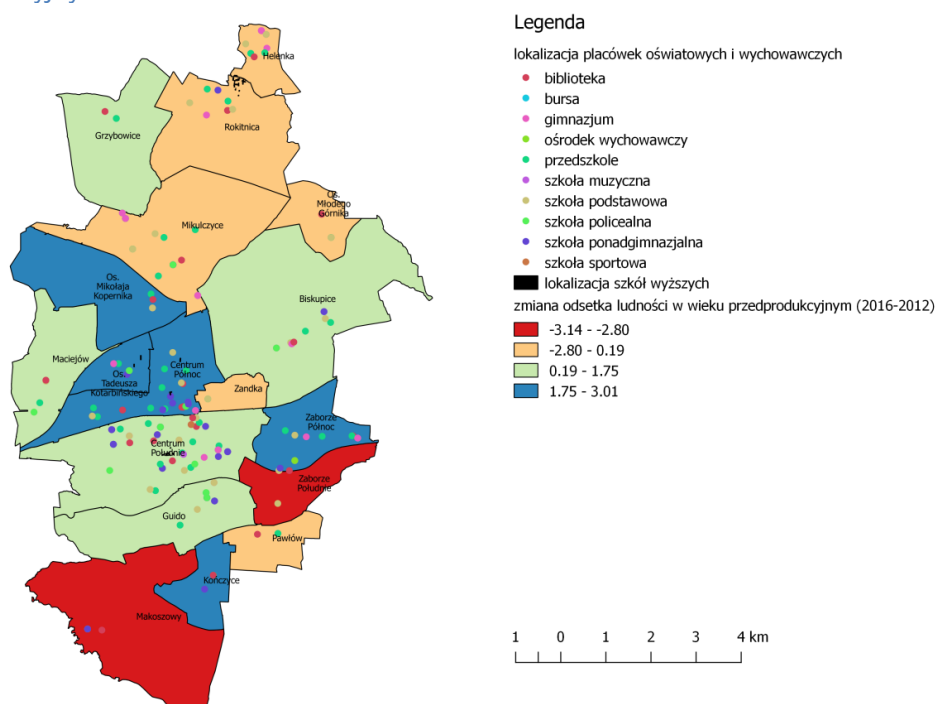 Legenda
lokalizacja placówek oświatowych i wychowawczych
biblioteka
bursa
gimnazjum
ośrodek wychowawczy
przedszkole
szkoła muzyczna
szkoła podstawowa
szkoła policealna
szkoła ponadgimnazjalna
szkoła sportowa
lokalizacja szkół wyższych
zmiana odsetka ludności w wieku przedprodukcyjnym (2016-2012)
-3.14 - -2.80
-2.80 - 0.19
0.19 - 1.75
1.75 - 3.01
Helenka
Rokitnica
Grzybowice
Os.
Młodego
Górnika
Mikulczyce
Os.
Mikołaja
Kopernika
Biskupice
Maciejów
Os.
Tadeusza
Kotarbińskiego
Centrum
Północ
Żandka
Zaborze
Północ
Centrum
Południe
Zaborze
Południe
Guido
Pawłów
Kończyce
Makoszowy
1 0 1 2 3 4 km